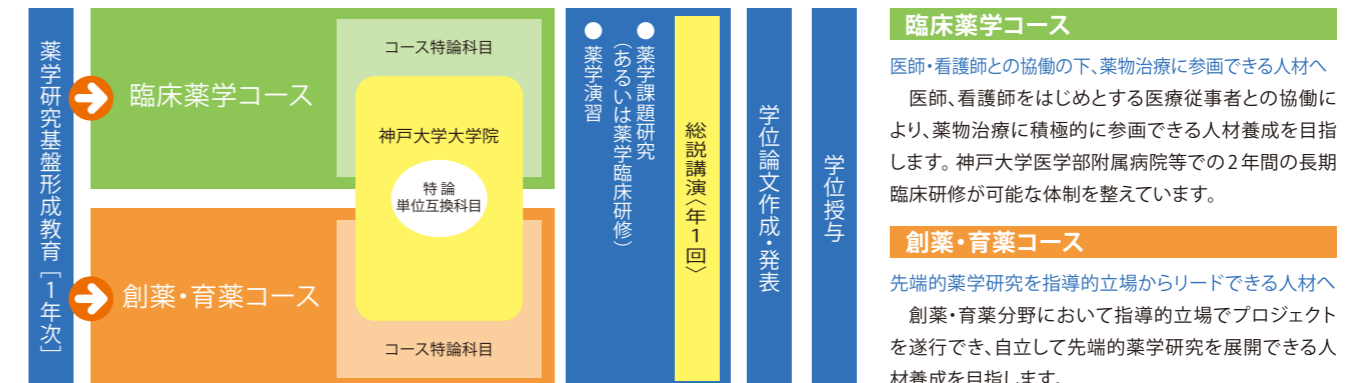 薬学研究基盤形成教育［1年次］
臨床薬学コース
コース特論科目
神戸大学大学院
特 論
単位互換科目
創薬・育薬コース
コース特論科目
● 薬学課題研究
（あるいは薬学臨床研修）
● 薬学演習
総説講演〈年1回〉
学位論文作成・発表
学位授与
臨床薬学コース
医師・看護師との協働の下、薬物治療に参画できる人材へ
医師、看護師をはじめとする医療従事者との協働に
より、薬物治療に積極的に参画できる人材養成を目指
します。神戸大学医学部附属病院等での2年間の長期
臨床研修が可能な体制を整えています。
創薬・育薬コース
先端的薬学研究を指導的立場からリードできる人材へ
創薬・育薬分野において指導的立場でプロジェクト
を遂行でき、自立して先端的薬学研究を展開できる人
材養成を目指します。